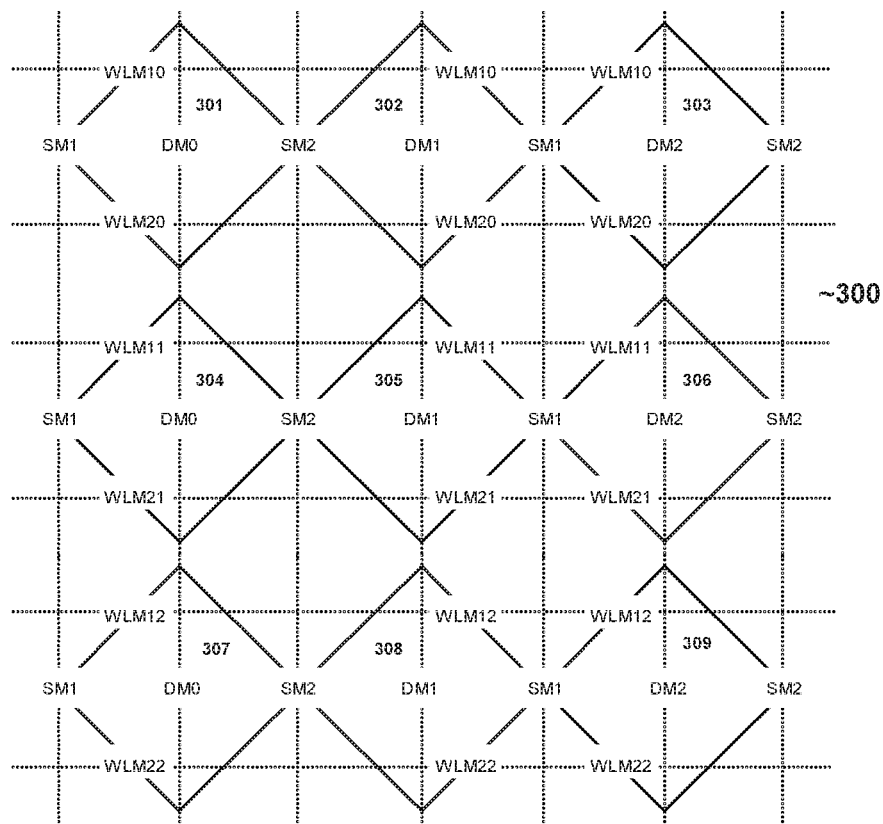 WLM10 WLM10 WLM10
301 302 303
SM1 DM0 SM2 DM1 SM1 DM2 SM2
WLM20 WLM20 WLM20
~300
WLM11 WLM11 WLM11
304 305 306
SM1 DM0 SM2 DM1 SM1 DM2 SM2
WLM21 WLM21 WLM21
WLM12 WLM12 WLM12
307 308 309
SM1 DM0 SM2 DM1 SM1 DM2 SM2
WLM22 WLM22 WLM22